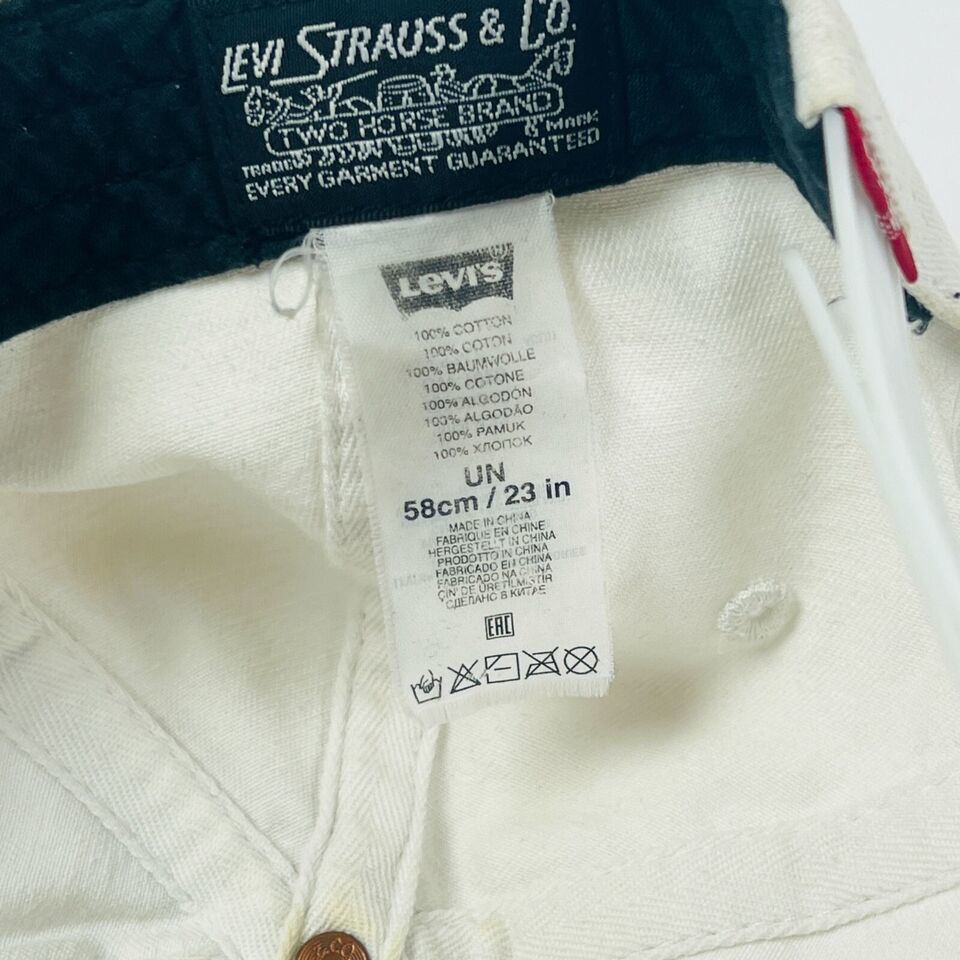 LEVI STRAUSS & CO.
TWO HORSE BRAND
TRADE MARK
EVERY GARMENT GUARANTEED
LEVI'S
100% COTTON
100% COTON
100% BAUMWOLLE
100% COTONE
100% ALGODÓN
100% ALGODÃO
100% PAMUK
100% ХЛОПОК
UN
58cm / 23 in
MADE IN CHINA
FABRIQUÉ EN CHINE
HERGESTELLT IN CHINA
PRODOTTO IN CHINA
FABRICADO EN CHINA
FABRICADO NA CHINA
ÇIN' DE ÜRETILMIŞTIR
СДЕЛАНО В КИТАЕ
EAC
& CO